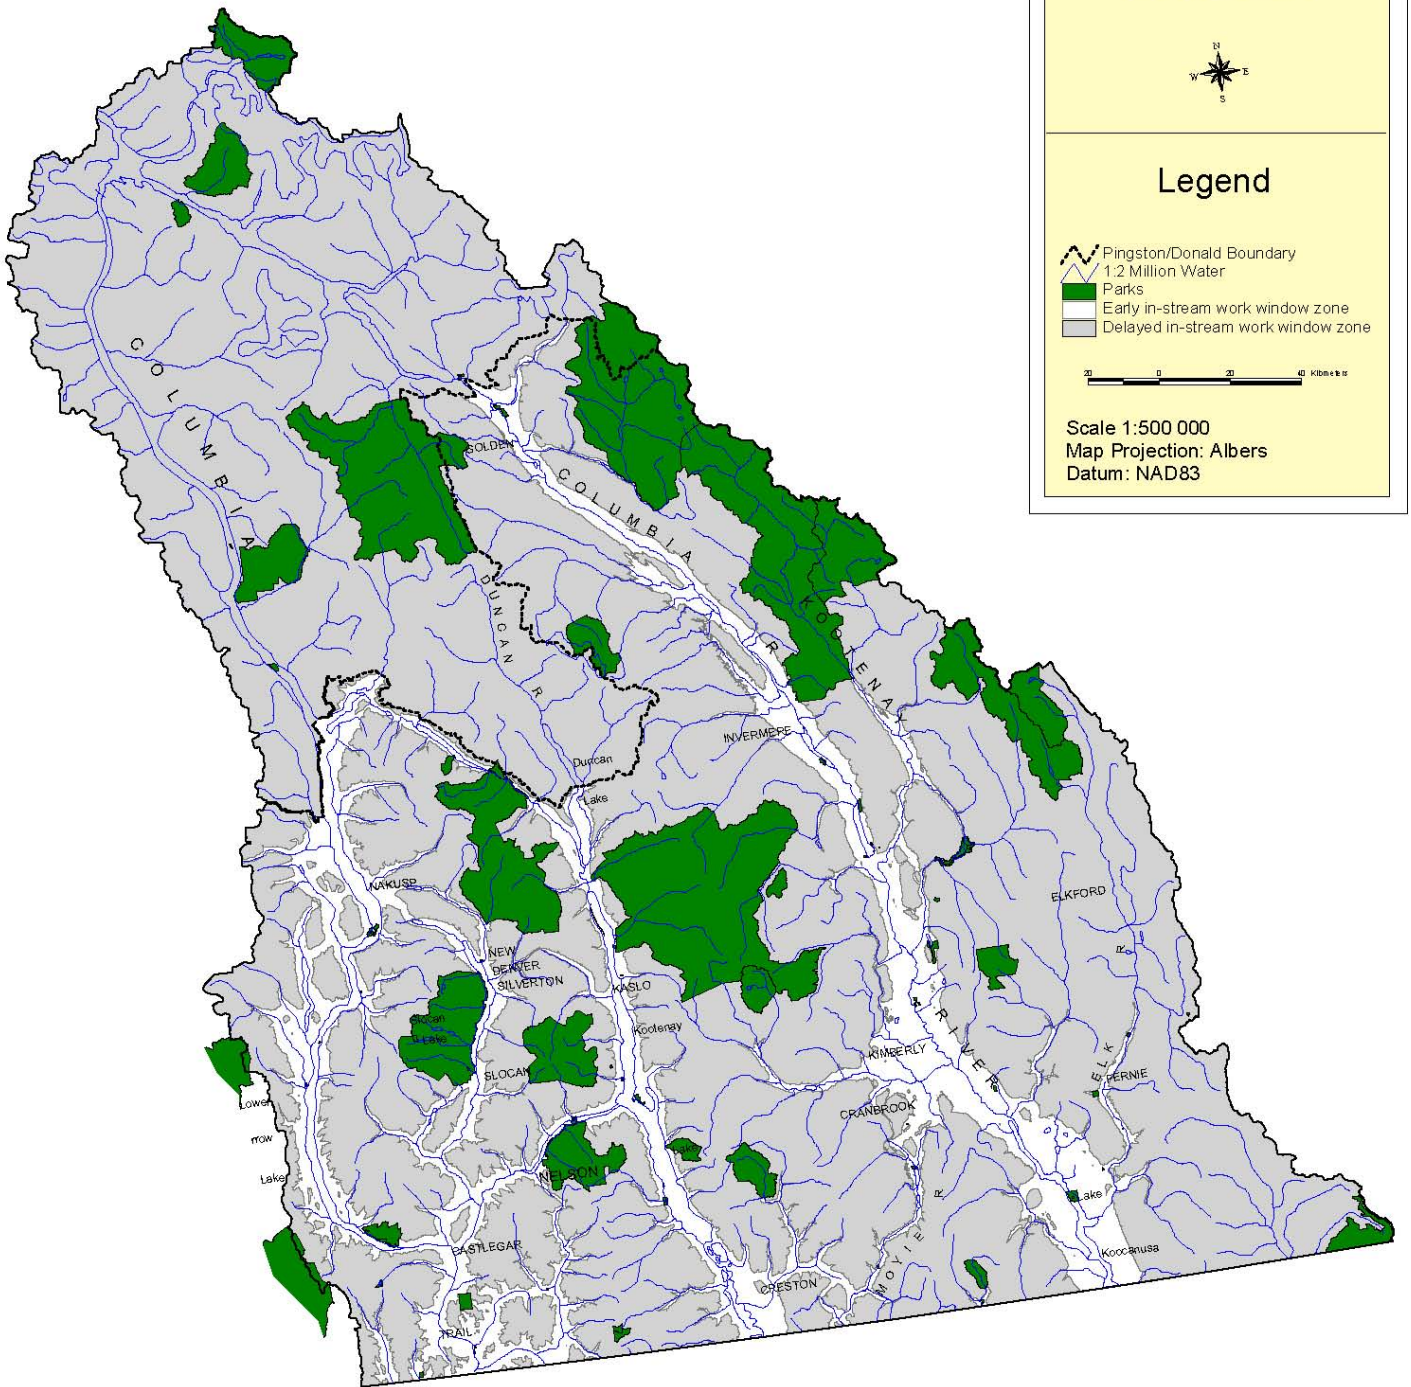 N
W E
S
Legend
Pingston/Donald Boundary
1:2 Million Water
Parks
Early in-stream work window zone
Delayed in-stream work window zone
20 0 20 40 Kilometers
Scale 1:500 000
Map Projection: Albers
Datum: NAD83
COLUMBIA
GOLDEN
COLUMBIA R
KOOTENAY
DUNCAN R
INVERMERE
Duncan
Lake
NAKUSP
ELKFORD
NEW
DENVER
SILVERTON
KASLO
Slocan
Lake
Kootenay
RIVER
SLOCAN
KIMBERLY
ELK R
FERNIE
Lower
rrow
Lake
CRANBROOK
Lake
NELSON
Lake
MOYIE R
CASTLEGAR
Koocanusa
CRESTON
TRAIL